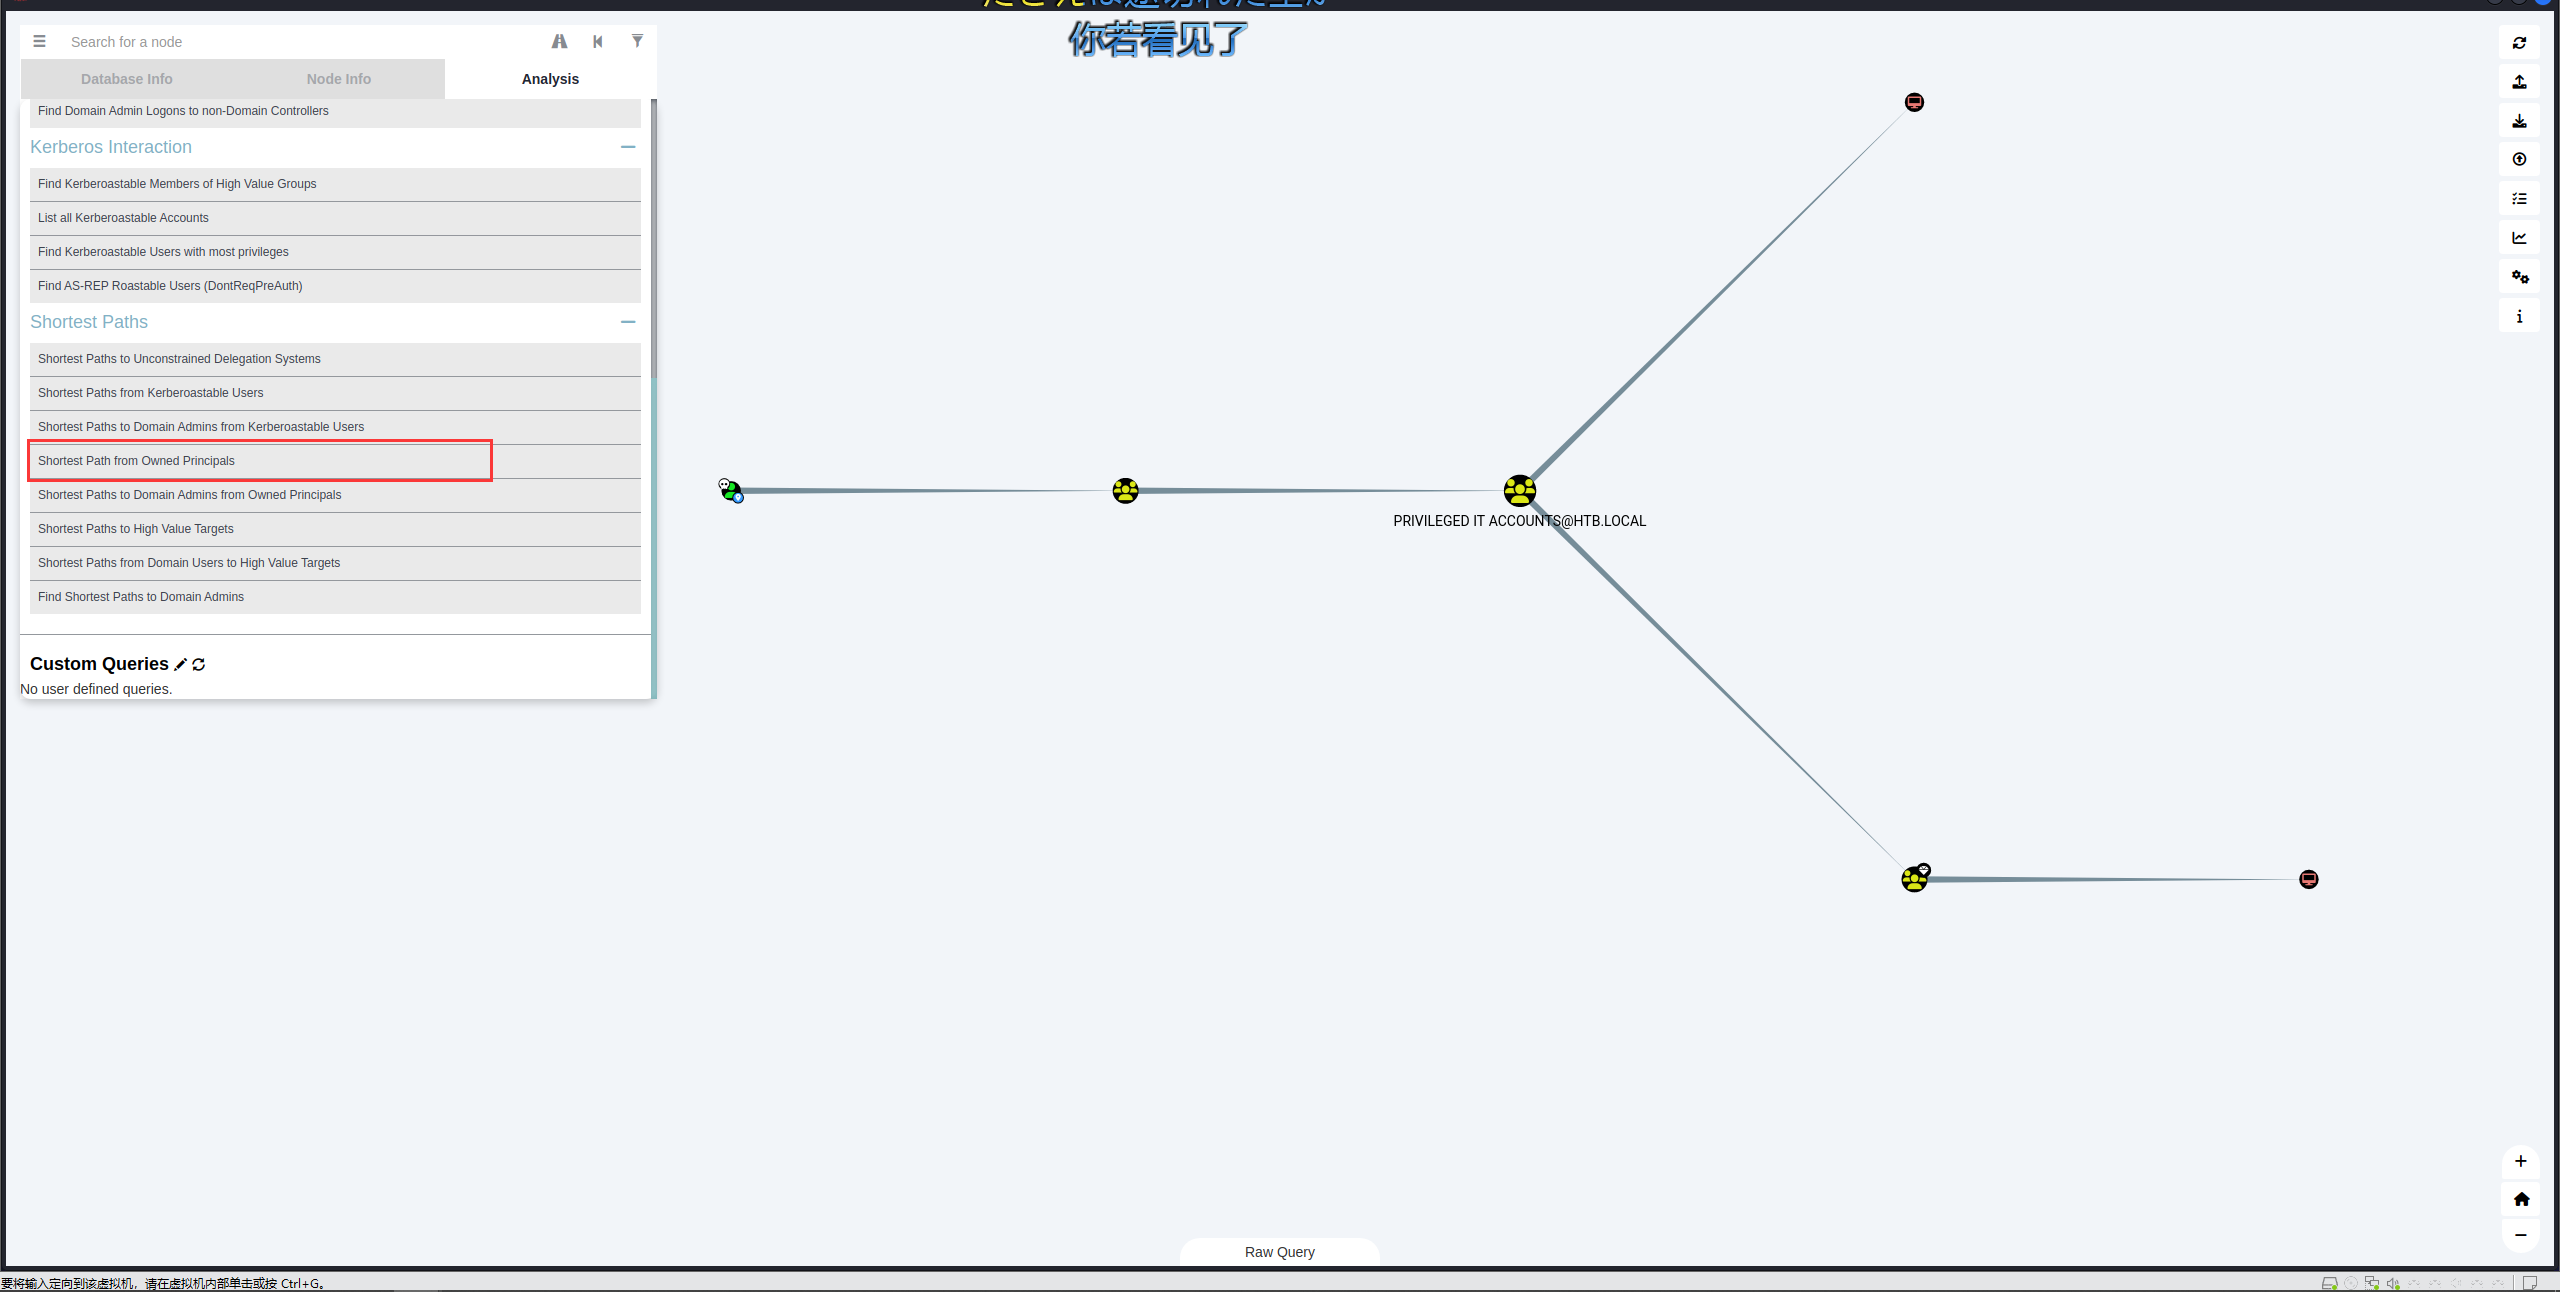 你若看见了
Search for a node
Database Info
Node Info
Analysis
Find Domain Admin Logons to non-Domain Controllers
Kerberos Interaction
Find Kerberoastable Members of High Value Groups
List all Kerberoastable Accounts
Find Kerberoastable Users with most privileges
Find AS-REP Roastable Users (DontReqPreAuth)
Shortest Paths
Shortest Paths to Unconstrained Delegation Systems
Shortest Paths from Kerberoastable Users
Shortest Paths to Domain Admins from Kerberoastable Users
Shortest Path from Owned Principals
Shortest Paths to Domain Admins from Owned Principals
Shortest Paths to High Value Targets
Shortest Paths from Domain Users to High Value Targets
Find Shortest Paths to Domain Admins
Custom Queries
No user defined queries.
PRIVILEGED IT ACCOUNTS@HTB.LOCAL
Raw Query
要将输入定向到该虚拟机，请在虚拟机内部单击或按 Ctrl+G。